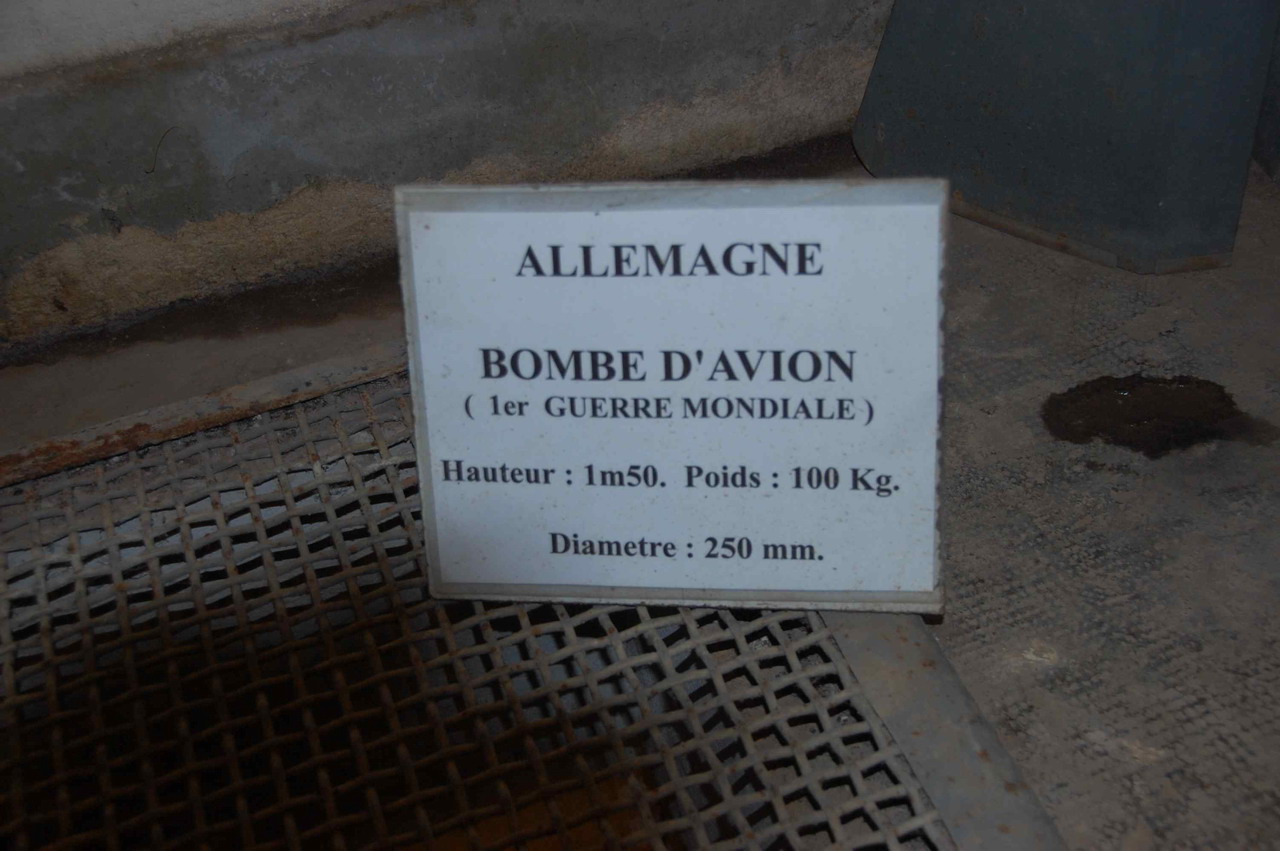 ALLEMAGNE
BOMBE D'AVION
( 1er GUERRE MONDIALE )
Hauteur : 1m50. Poids : 100 Kg.
Diametre : 250 mm.